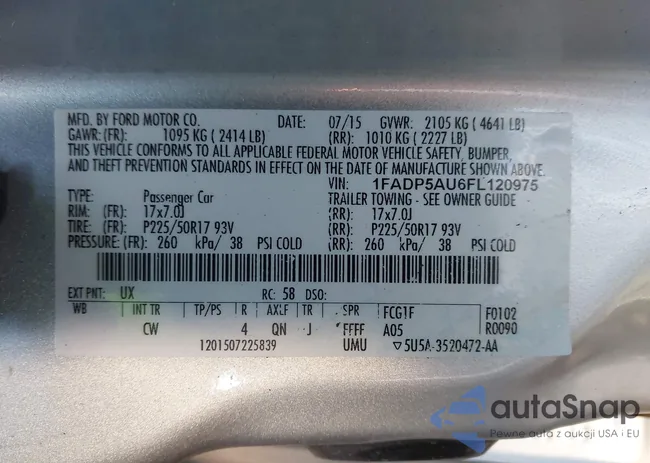 MFD. BY FORD MOTOR CO. DATE: 07/15 GVWR: 2105 KG ( 4641 LB)
GAWR: (FR): 1095 KG ( 2414 LB) (RR): 1010 KG ( 2227 LB)
THIS VEHICLE CONFORMS TO ALL APPLICABLE FEDERAL MOTOR VEHICLE SAFETY, BUMPER,
AND THEFT PREVENTION STANDARDS IN EFFECT ON THE DATE OF MANUFACTURE SHOWN ABOVE.
VIN: 1FADP5AU6FL120975
TYPE: Passenger Car TRAILER TOWING - SEE OWNER GUIDE
RIM: (FR): 17x7.0J (RR): 17x7.0J
TIRE: (FR): P225/50R17 93V (RR): P225/50R17 93V
PRESSURE: (FR): 260 kPa/ 38 PSI COLD (RR): 260 kPa/ 38 PSI COLD
EXT PNT: UX RC: 58 DSO:
WB INT TR TP/PS R AXLE TR SPR FCG1F F0102
CW 4 QN J FFFF A05 R0090
1201507225839 UMU ▽5U5A-3520472-AA
autaSnap
Pewne auta z aukcji USA i EU